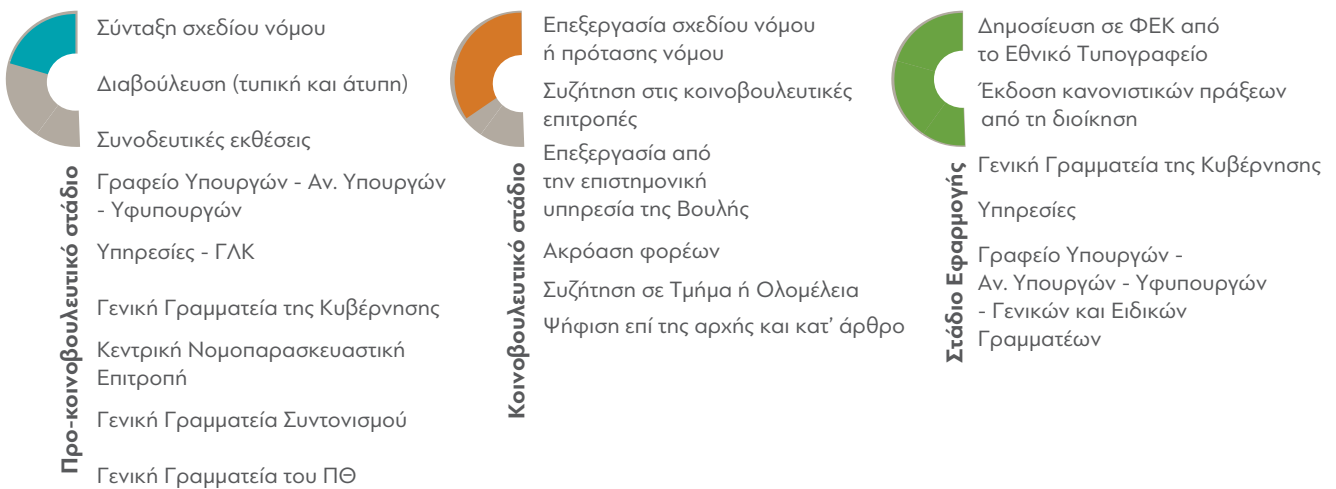 Προ-κοινοβουλευτικό στάδιο
Σύνταξη σχεδίου νόμου
Διαβούλευση (τυπική και άτυπη)
Συνοδευτικές εκθέσεις
Γραφείο Υπουργών - Αν. Υπουργών
- Υφυπουργών
Υπηρεσίες - ΓΛΚ
Γενική Γραμματεία της Κυβέρνησης
Κεντρική Νομοπαρασκευαστική
Επιτροπή
Γενική Γραμματεία Συντονισμού
Γενική Γραμματεία του ΠΘ
Κοινοβουλευτικό στάδιο
Επεξεργασία σχεδίου νόμου
ή πρότασης νόμου
Συζήτηση στις κοινοβουλευτικές
επιτροπές
Επεξεργασία από
την επιστημονική
υπηρεσία της Βουλής
Ακρόαση φορέων
Συζήτηση σε Τμήμα ή Ολομέλεια
Ψήφιση επί της αρχής και κατ’ άρθρο
Στάδιο Εφαρμογής
Δημοσίευση σε ΦΕΚ από
το Εθνικό Τυπογραφείο
Έκδοση κανονιστικών πράξεων
από τη διοίκηση
Γενική Γραμματεία της Κυβέρνησης
Υπηρεσίες
Γραφείο Υπουργών -
Αν. Υπουργών - Υφυπουργών
- Γενικών και Ειδικών
Γραμματέων